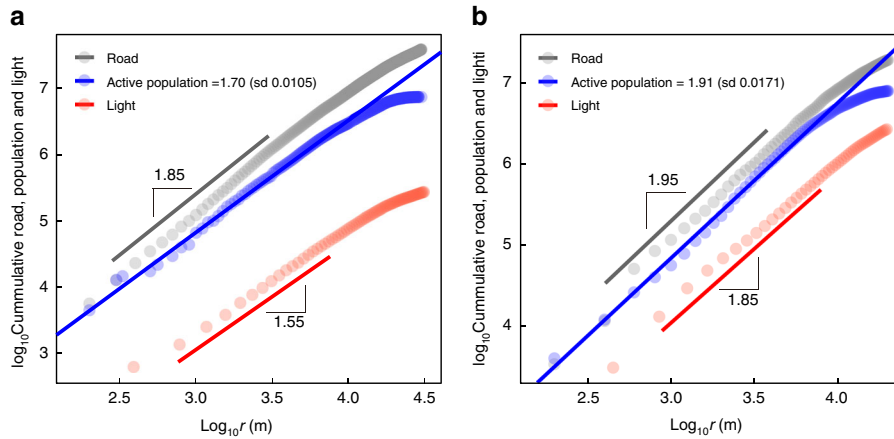 a
log10Cummulative road, population and light
7
6
5
4
3
2.5
3.0
3.5
4.0
4.5
Log10r (m)
Road
Active population =1.70 (sd 0.0105)
Light
1.85
1.55
b
log10Cummulative road, population and lighti
7
6
5
4
2.5
3.0
3.5
4.0
Log10r (m)
Road
Active population = 1.91 (sd 0.0171)
Light
1.95
1.85